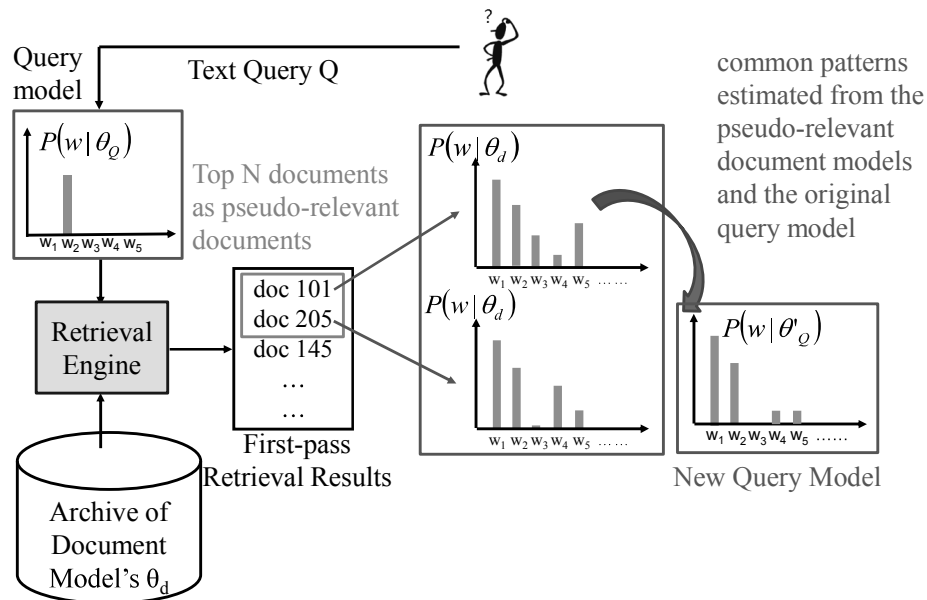 ?
Query
model
Text Query Q
P(w|θ_Q)
w₁ w₂ w₃ w₄ w₅
Top N documents
as pseudo-relevant
documents
Retrieval
Engine
doc 101
doc 205
doc 145
...
...
First-pass
Retrieval Results
Archive of
Document
Model's θ_d
P(w|θ_d)
w₁ w₂ w₃ w₄ w₅ ... ...
P(w|θ_d)
w₁ w₂ w₃ w₄ w₅ ... ...
common patterns
estimated from the
pseudo-relevant
document models
and the original
query model
P(w|θ'_Q)
w₁ w₂ w₃ w₄ w₅ ......
New Query Model